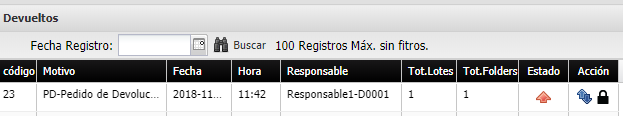 Devueltos
Fecha Registro: Buscar 100 Registros Máx. sin fitros.
código Motivo Fecha Hora Responsable Tot.Lotes Tot.Folders Estado Acción
23 PD-Pedido de Devoluc... 2018-11... 11:42 Responsable1-D0001 1 1